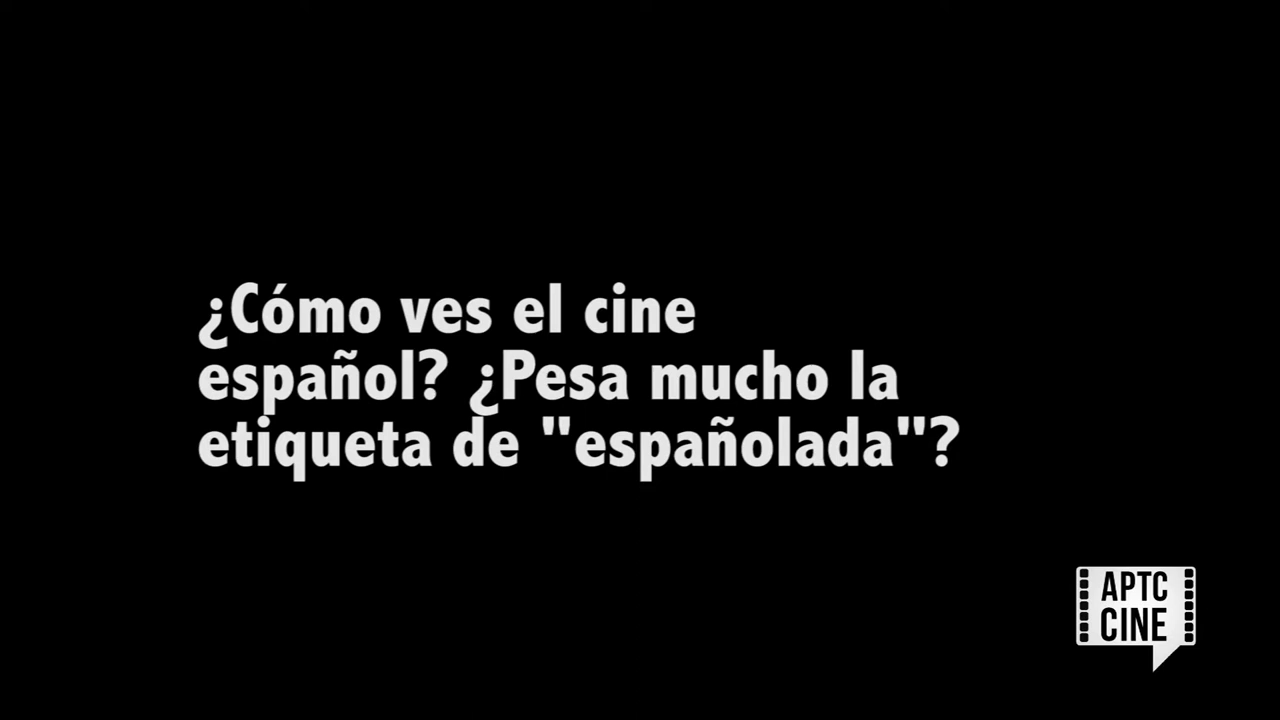 ¿Cómo ves el cine
español? ¿Pesa mucho la
etiqueta de "españolada"?
APTC
CINE